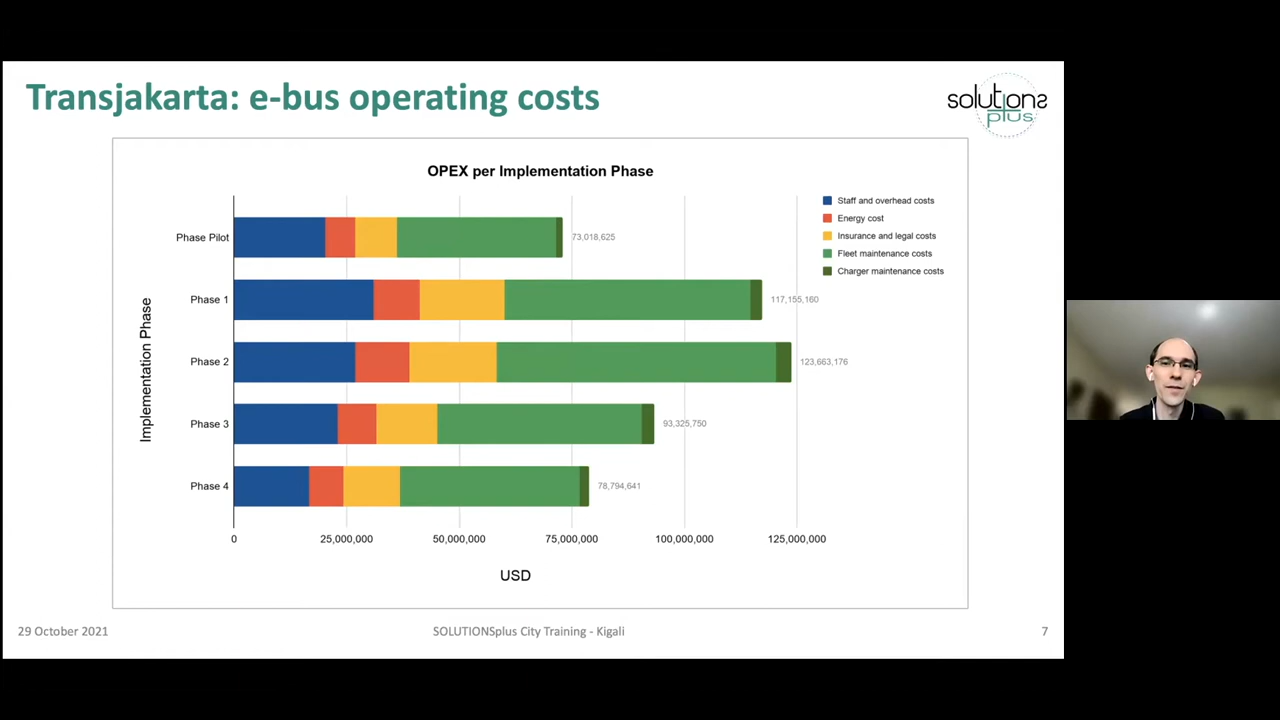 Transjakarta: e-bus operating costs
solutions
plus
OPEX per Implementation Phase
Staff and overhead costs
Energy cost
Insurance and legal costs
Fleet maintenance costs
Charger maintenance costs
Implementation Phase
Phase Pilot
73,018,625
Phase 1
117,155,160
Phase 2
123,663,176
Phase 3
93,325,750
Phase 4
78,794,641
0
25,000,000
50,000,000
75,000,000
100,000,000
125,000,000
USD
29 October 2021
SOLUTIONSplus City Training - Kigali
7